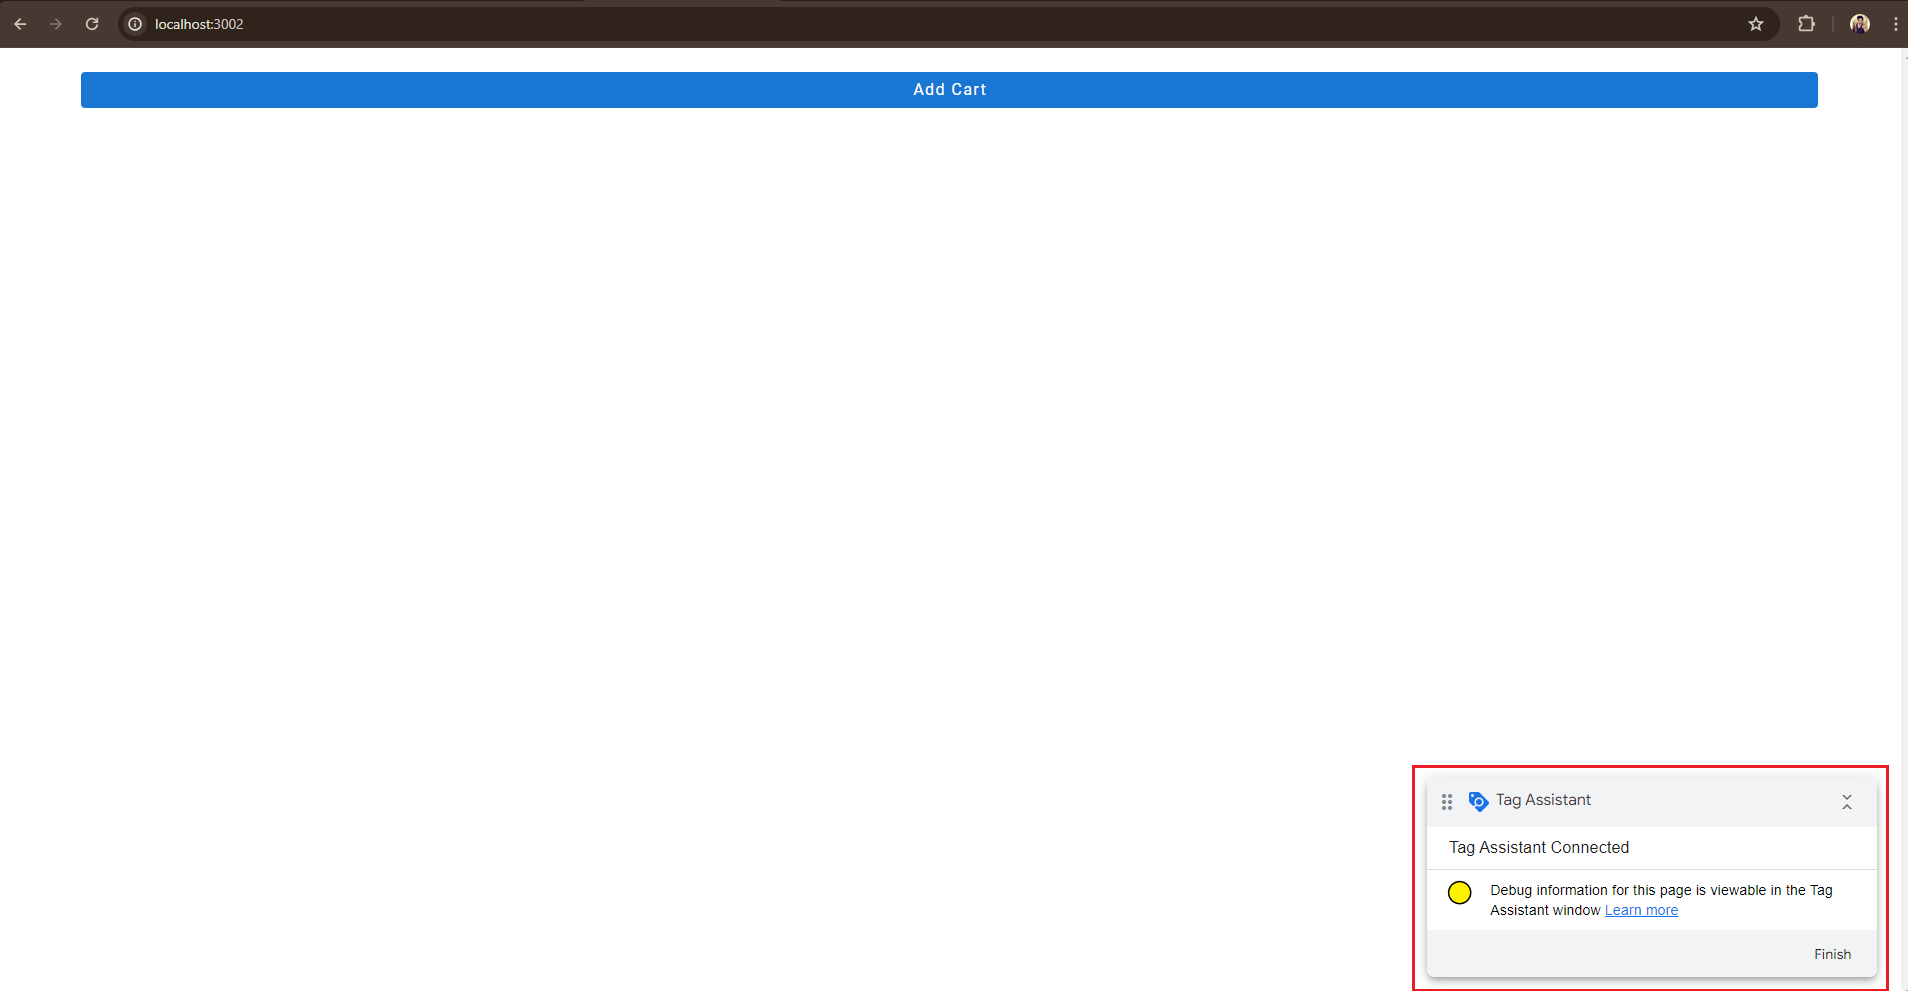 localhost:3002
Add Cart
Tag Assistant
Tag Assistant Connected
Debug information for this page is viewable in the Tag
Assistant window Learn more
Finish